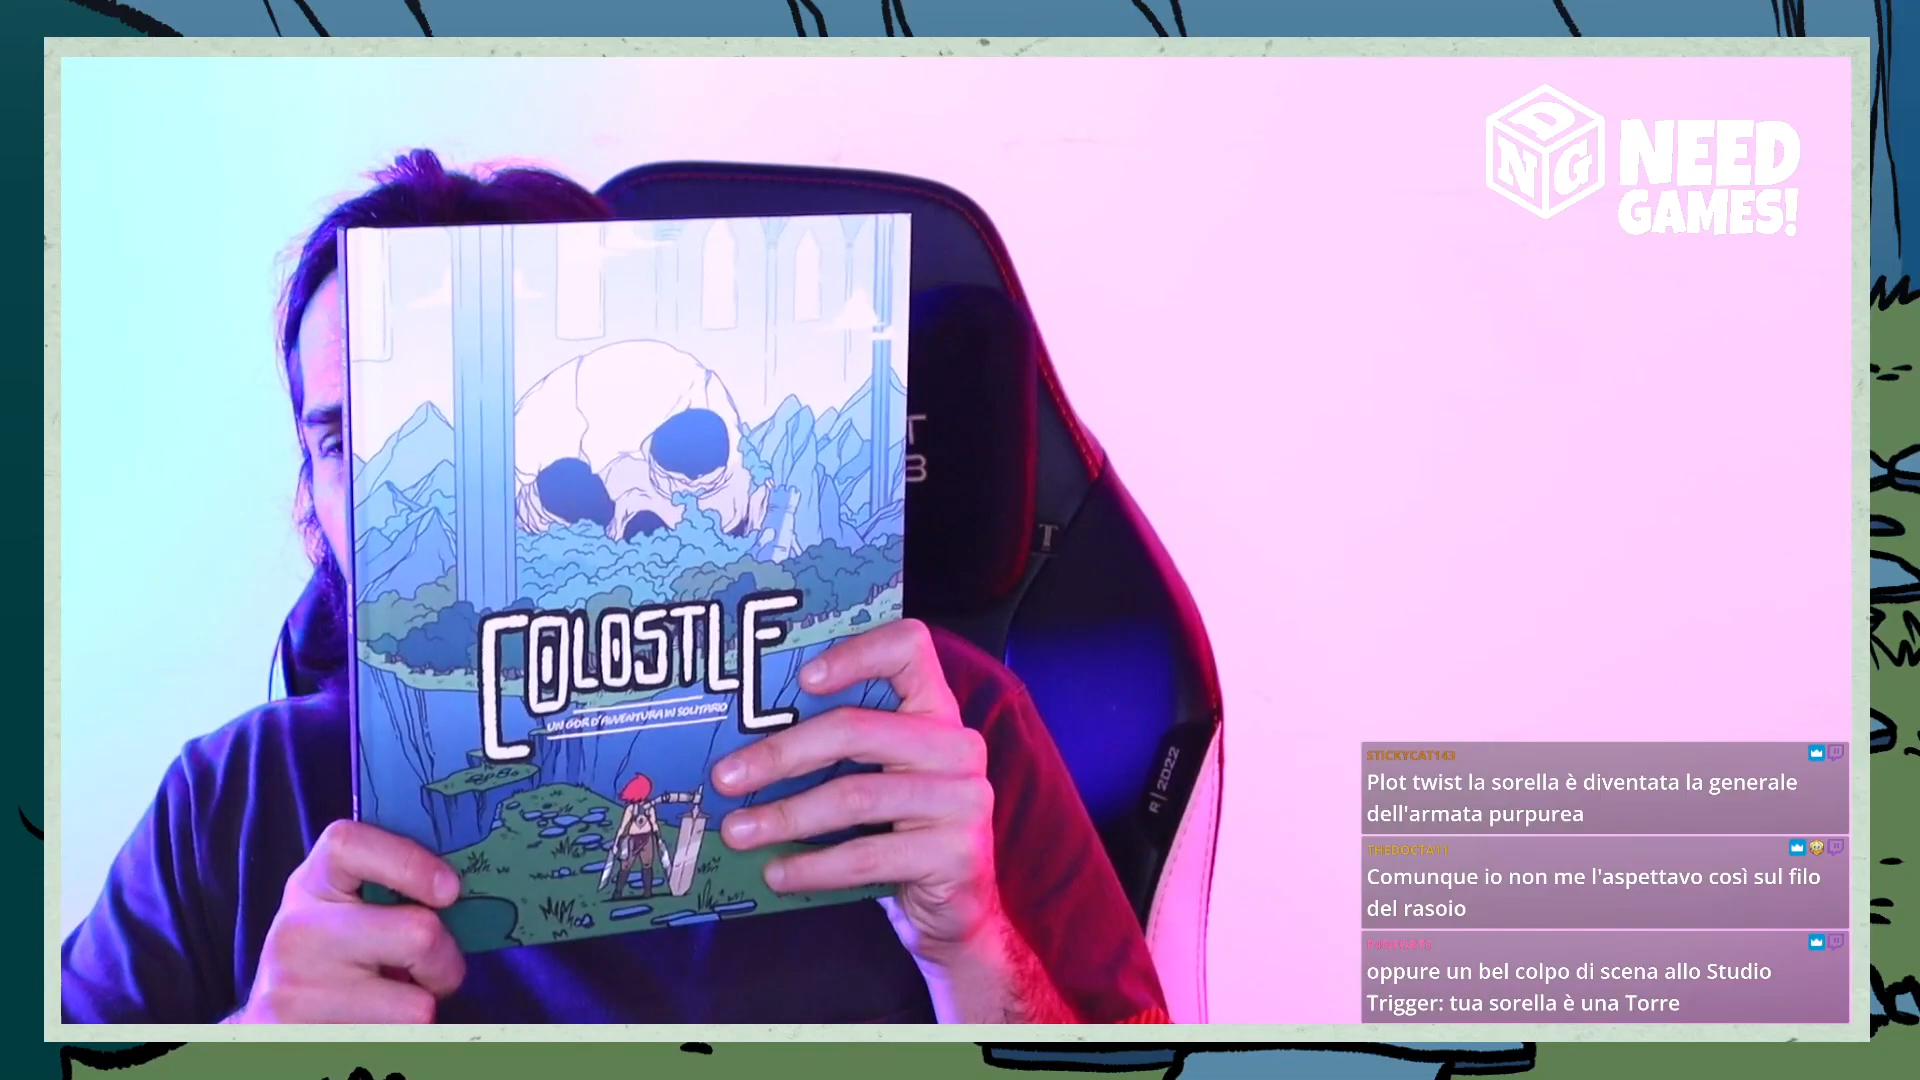 D
N G
NEED
GAMES!
T
B
T
COLOSTLE
UN GDR D'AVVENTURA IN SOLITARIO
R|2022
STICKYCAT143
Plot twist la sorella è diventata la generale
dell'armata purpurea
THEDOCTA11
Comunque io non me l'aspettavo così sul filo
del rasoio
oppure un bel colpo di scena allo Studio
Trigger: tua sorella è una Torre